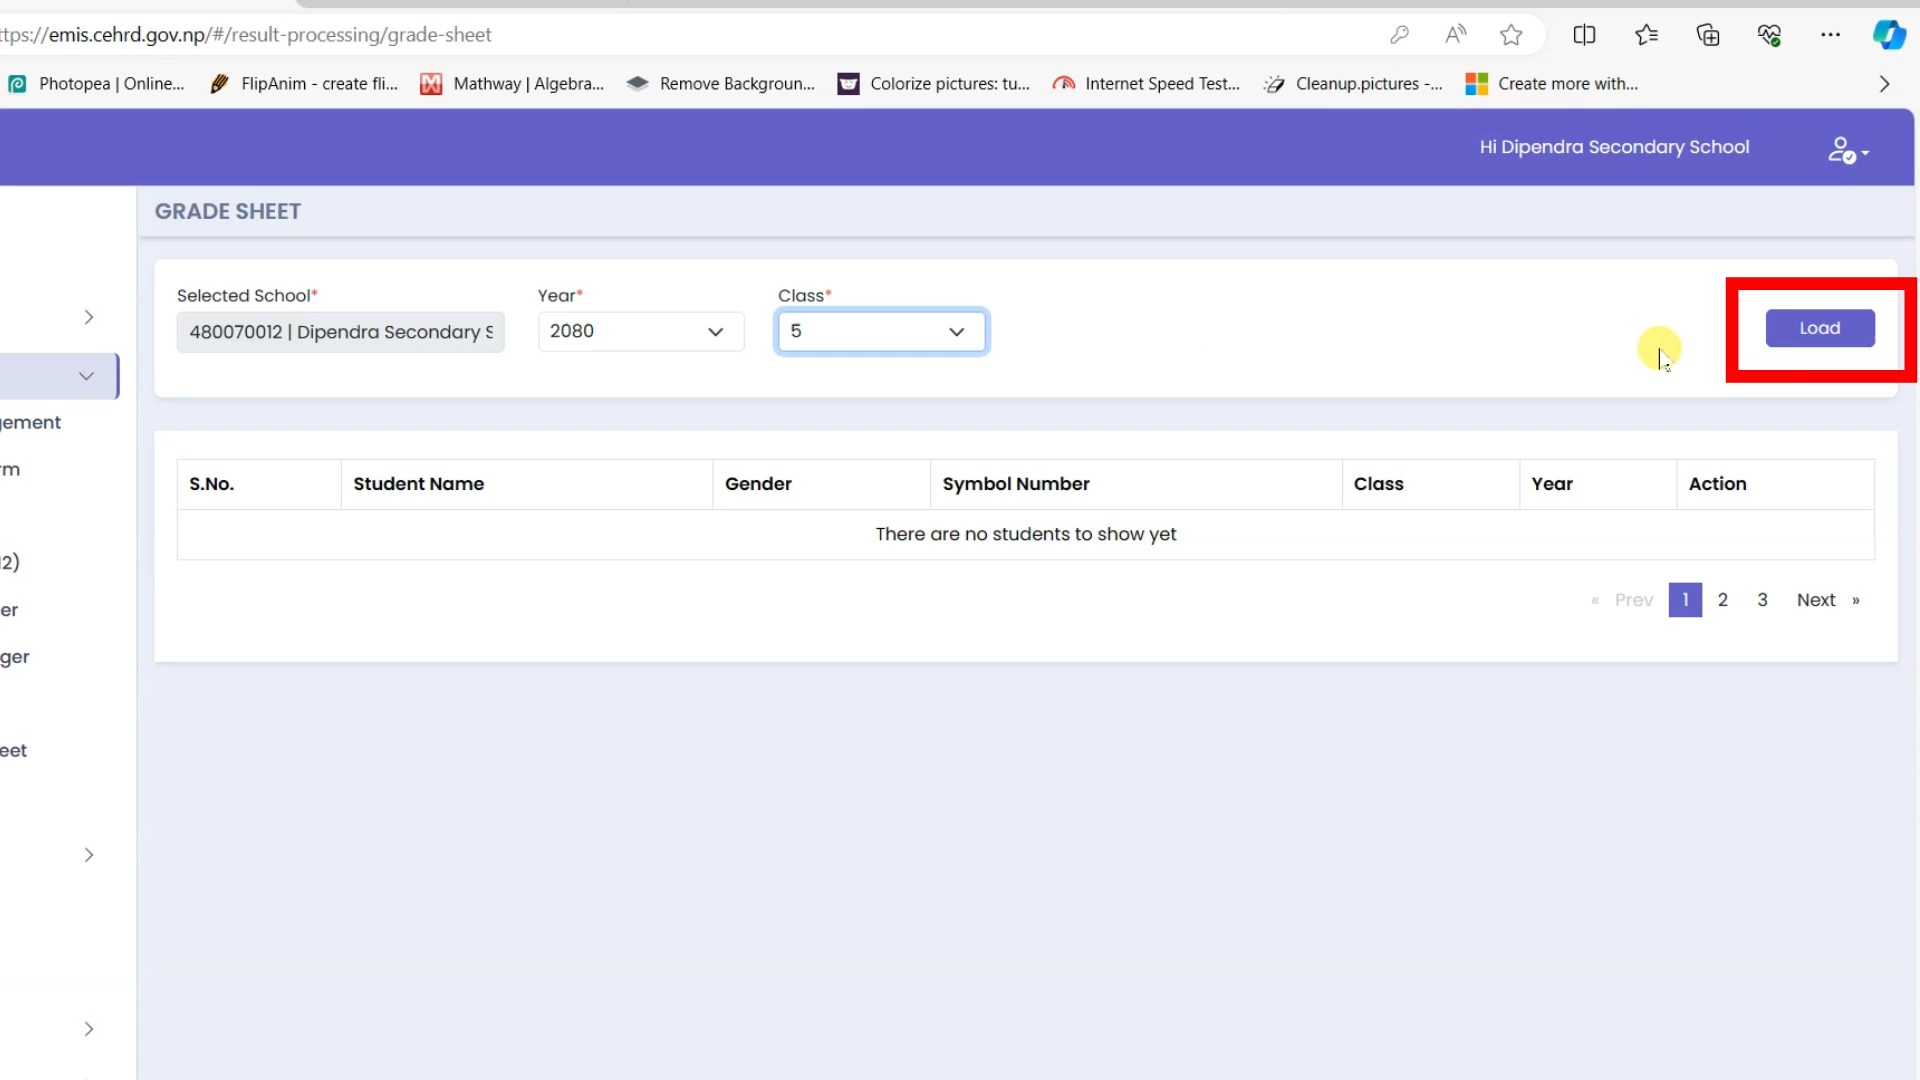 ttps://emis.cehrd.gov.np/#/result-processing/grade-sheet
Photopea | Online... FlipAnim - create fli... Mathway | Algebra... Remove Backgroun... Colorize pictures: tu... Internet Speed Test... Cleanup.pictures -... Create more with...
Hi Dipendra Secondary School
GRADE SHEET
Selected School* Year* Class*
480070012 | Dipendra Secondary S 2080 5 Load
gement
rm
S.No. Student Name Gender Symbol Number Class Year Action
There are no students to show yet
12)
er
« Prev 1 2 3 Next »
ger
eet